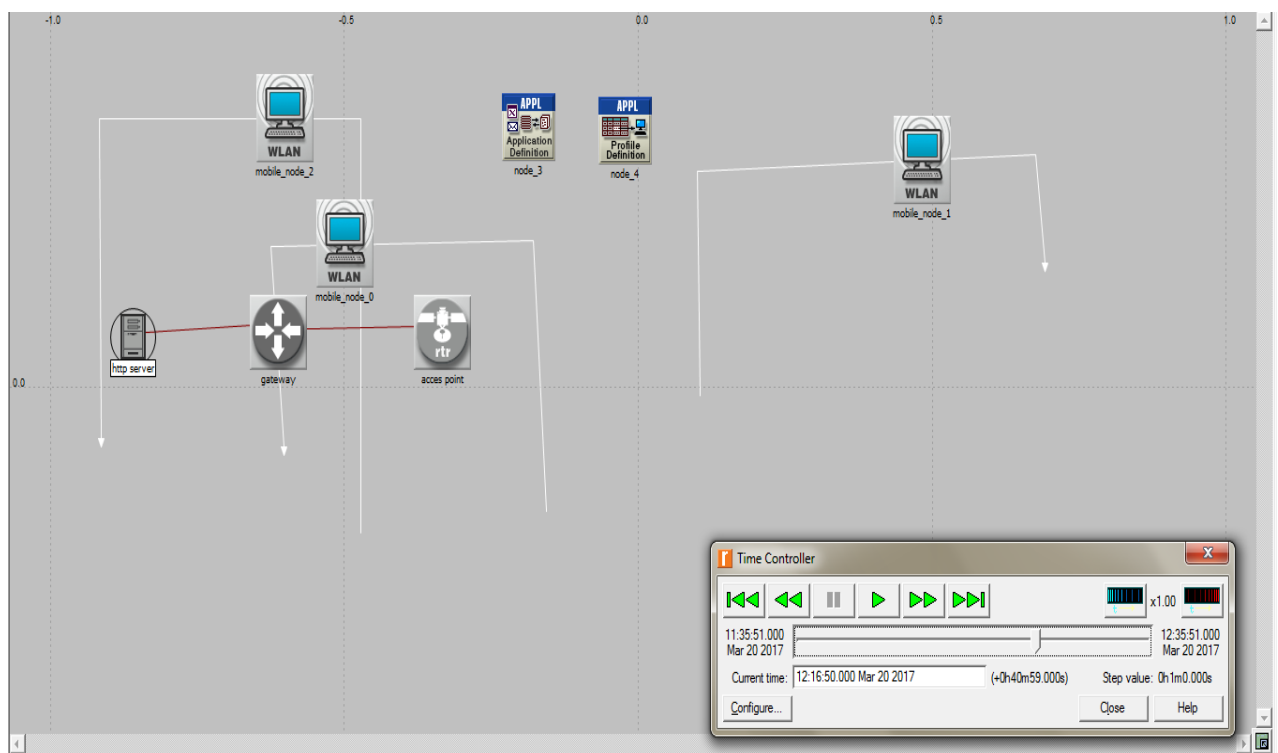 -1.0
-0.5
0.0
0.5
1.0
APPL
Application
Definition
node_3
APPL
Profile
Definition
node_4
WLAN
mobile_node_2
WLAN
mobile_node_1
WLAN
mobile_node_0
http server
gateway
rtr
acces point
0.0
Time Controller
x1.00
11:35:51.000
Mar 20 2017
12:35:51.000
Mar 20 2017
Current time: 12:16:50.000 Mar 20 2017 (+0h40m59.000s) Step value: 0h1m0.000s
Configure... Close Help